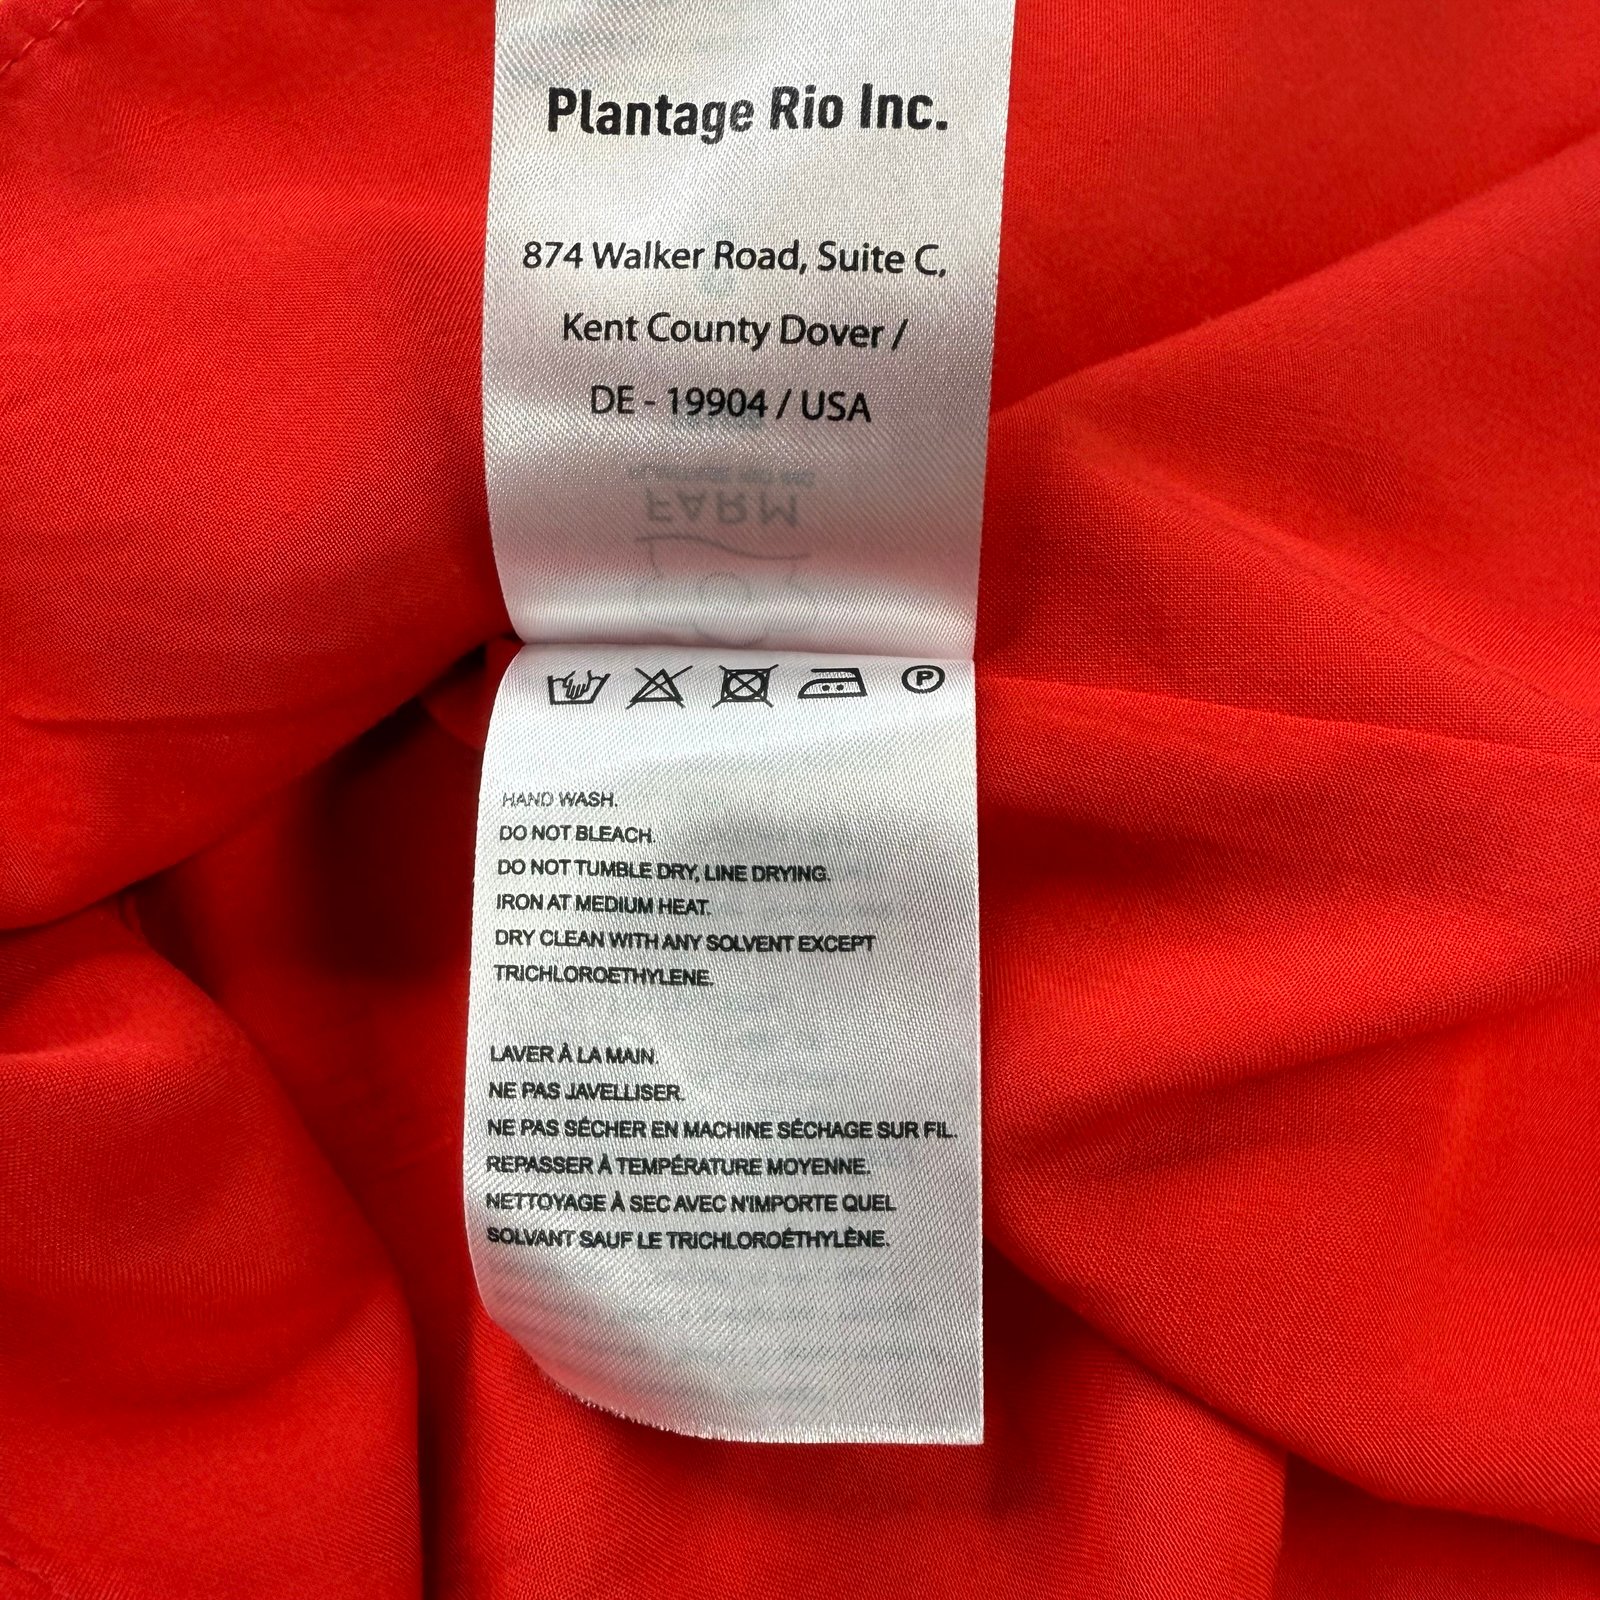 Plantage Rio Inc.
874 Walker Road, Suite C,
Kent County Dover /
DE - 19904 / USA
FARM
P
HAND WASH.
DO NOT BLEACH.
DO NOT TUMBLE DRY, LINE DRYING.
IRON AT MEDIUM HEAT.
DRY CLEAN WITH ANY SOLVENT EXCEPT
TRICHLOROETHYLENE.
LAVER À LA MAIN.
NE PAS JAVELLISER.
NE PAS SÉCHER EN MACHINE SÉCHAGE SUR FIL.
REPASSER À TEMPÉRATURE MOYENNE.
NETTOYAGE À SEC AVEC N'IMPORTE QUEL
SOLVANT SAUF LE TRICHLOROÉTHYLÈNE.